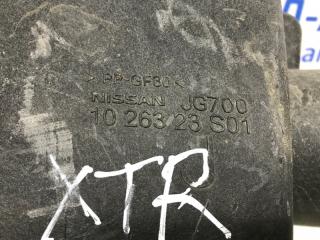 >PP-GF30<
NISSAN JG700
10 263 23 S01
XTR